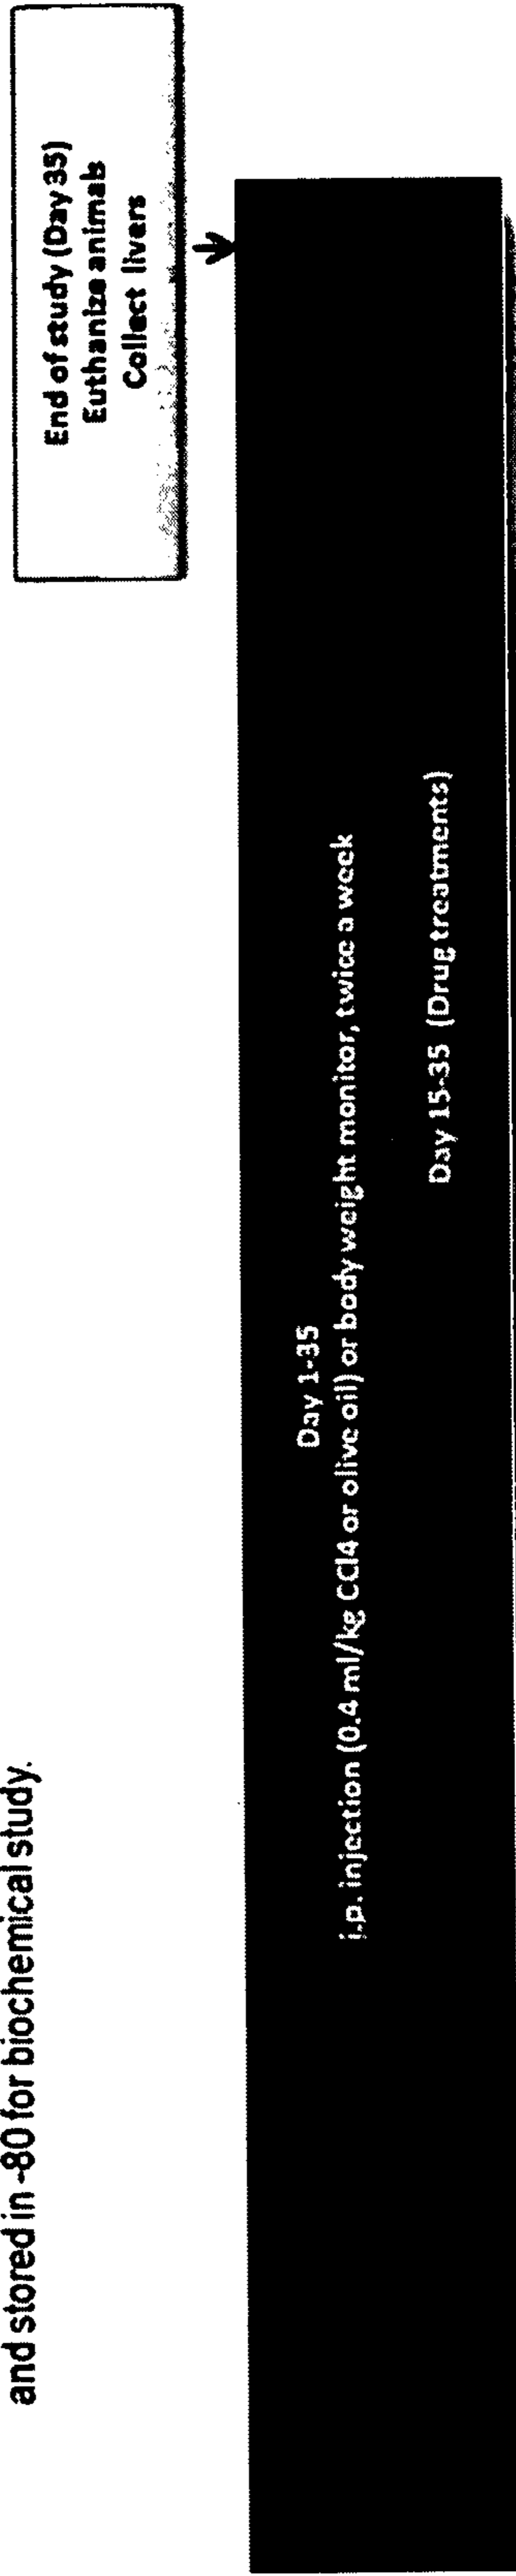 and stored in -80 for biochemical study.
End of study (Day 35)
Euthanize animals
Collect livers
Day 1-35
i.p. injection (0.4 ml/kg CCl4 or olive oil) or body weight monitor, twice a week
Day 15-35 (Drug treatments)